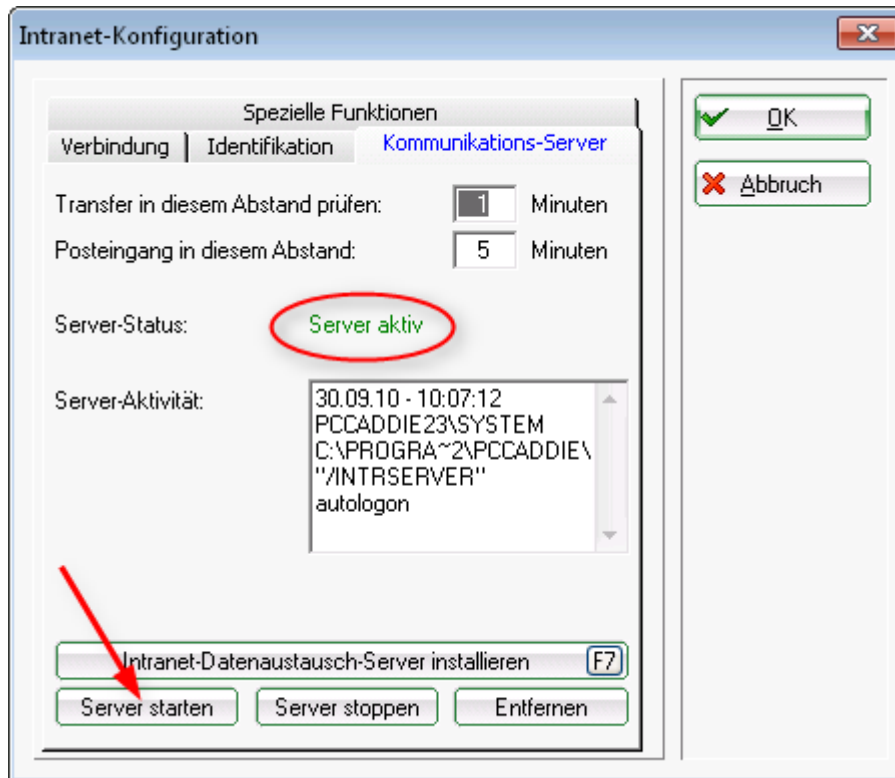 Intranet-Konfiguration
Spezielle Funktionen
Verbindung Identifikation Kommunikations-Server
Transfer in diesem Abstand prüfen: 1 Minuten
Posteingang in diesem Abstand: 5 Minuten
Server-Status: Server aktiv
Server-Aktivität:
30.09.10 - 10:07:12
PCCADDIE23\SYSTEM
C:\PROGRA~2\PCCADDIE\
"/INTRSERVER"
autologon
Intranet-Datenaustausch-Server installieren F7
Server starten Server stoppen Entfernen
OK
Abbruch